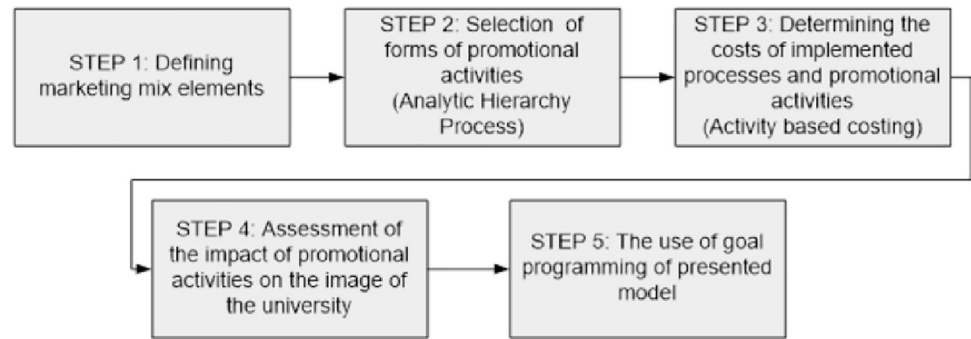 STEP 1: Defining
marketing mix elements
STEP 2: Selection of
forms of promotional
activities
(Analytic Hierarchy
Process)
STEP 3: Determining the
costs of implemented
processes and promotional
activities
(Activity based costing)
STEP 4: Assessment of
the impact of promotional
activities on the image of
the university
STEP 5: The use of goal
programming of presented
model